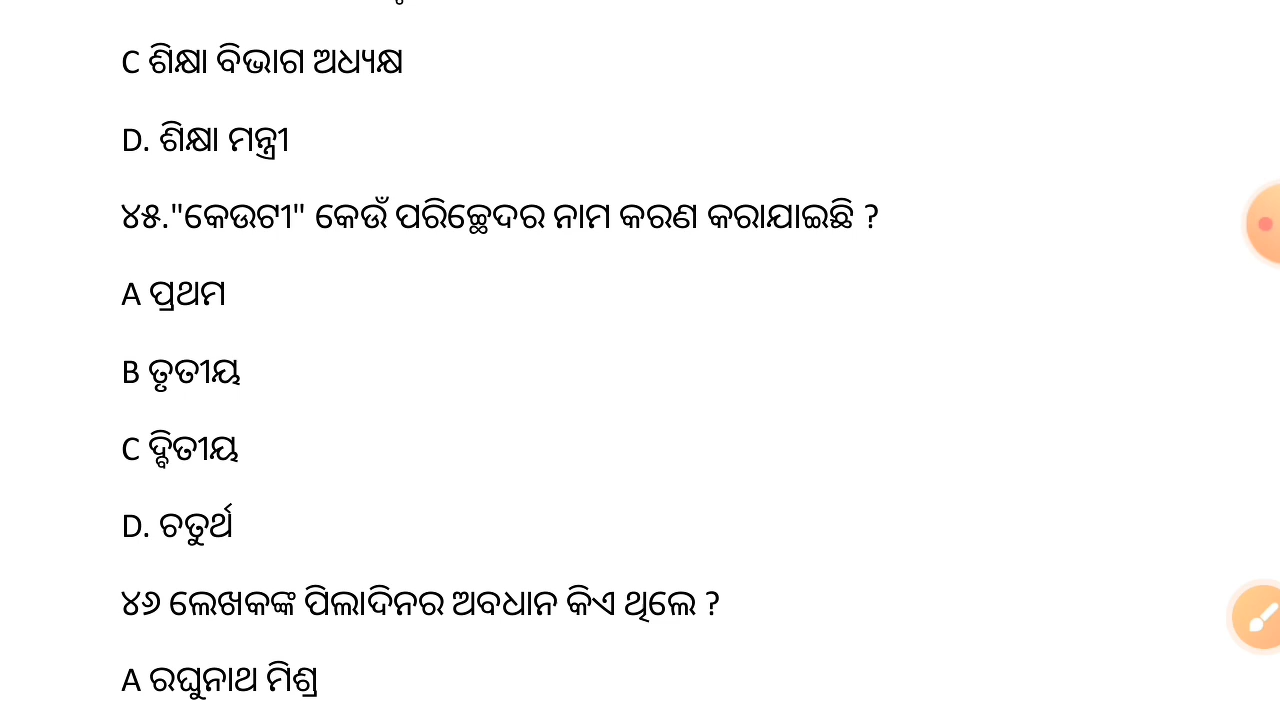 C ଶିକ୍ଷା ବିଭାଗ ଅଧ୍ୟକ୍ଷ
D. ଶିକ୍ଷା ମନ୍ତ୍ରୀ
୪୫."କେଉଟୀ" କେଉଁ ପରିଚ୍ଛେଦର ନାମ କରଣ କରାଯାଇଛି ?
A ପ୍ରଥମ
B ତୃତୀୟ
C ଦ୍ବିତୀୟ
D. ଚତୁର୍ଥ
୪୬ ଲେଖକଙ୍କ ପିଲାଦିନର ଅବଧାନ କିଏ ଥିଲେ ?
A ରଘୁନାଥ ମିଶ୍ର